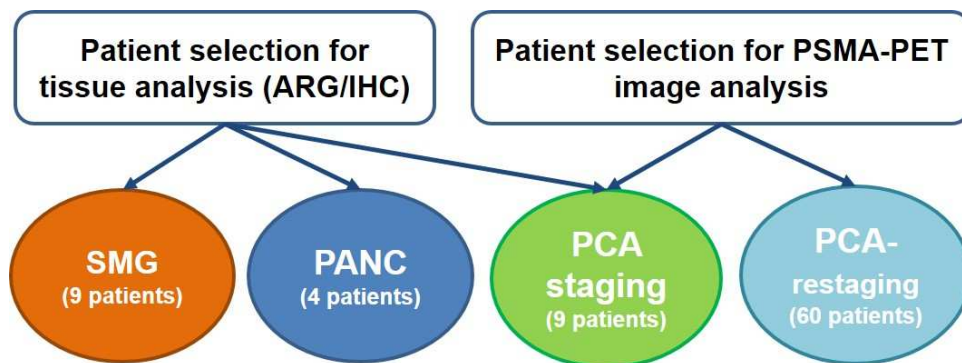 Patient selection for
tissue analysis (ARG/IHC)
Patient selection for PSMA-PET
image analysis
SMG
(9 patients)
PANC
(4 patients)
PCA
staging
(9 patients)
PCA-
restaging
(60 patients)